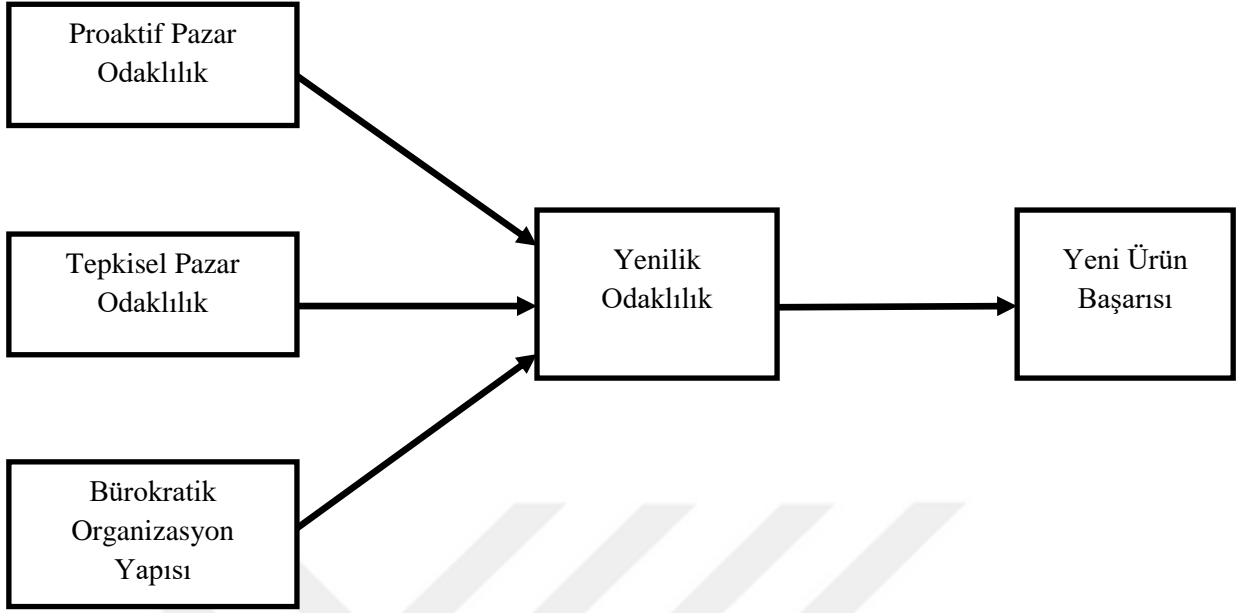 Proaktif Pazar
Odaklılık
Tepkisel Pazar
Odaklılık
Bürokratik
Organizasyon
Yapısı
Yenilik
Odaklılık
Yeni Ürün
Başarısı